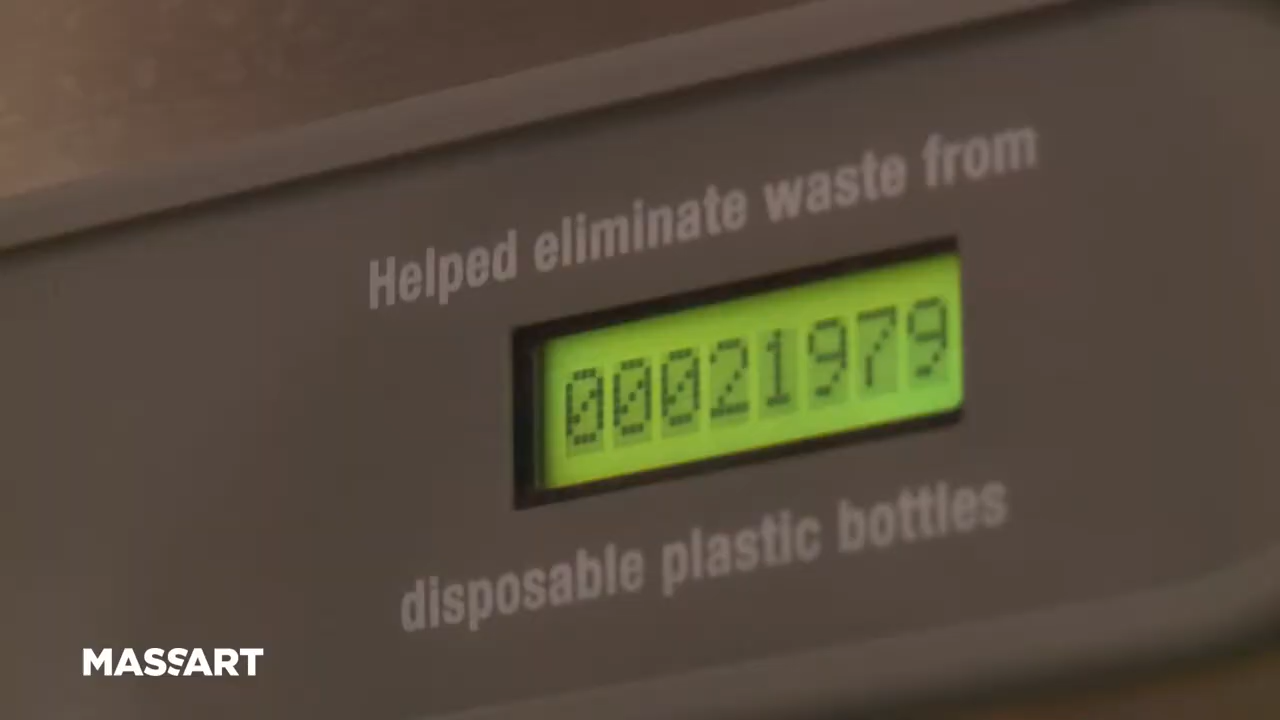 Helped eliminate waste from
00021979
disposable plastic bottles
MASSART